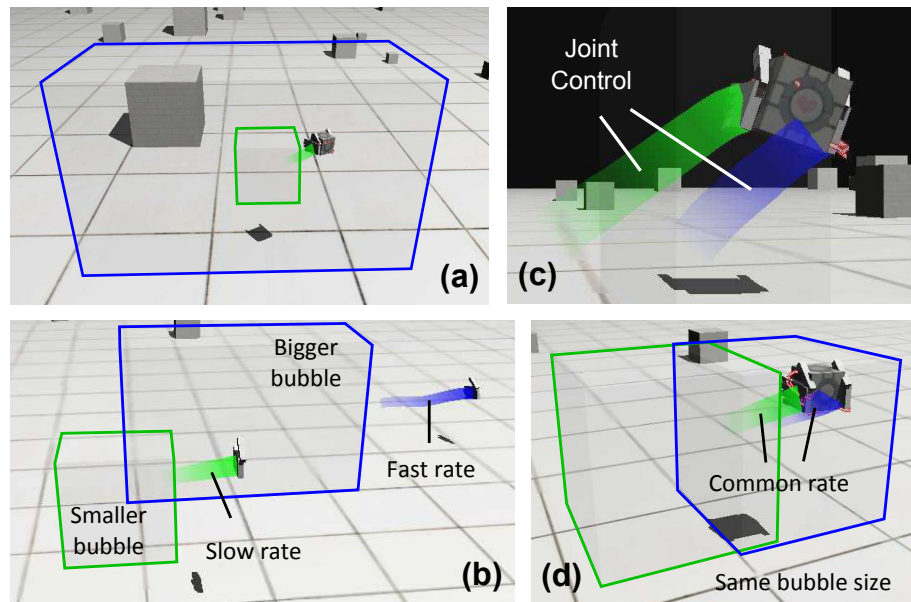 (a)
Joint
Control
(c)
Bigger
bubble
Fast rate
Smaller
bubble
Slow rate
(b)
Common rate
Same bubble size
(d)